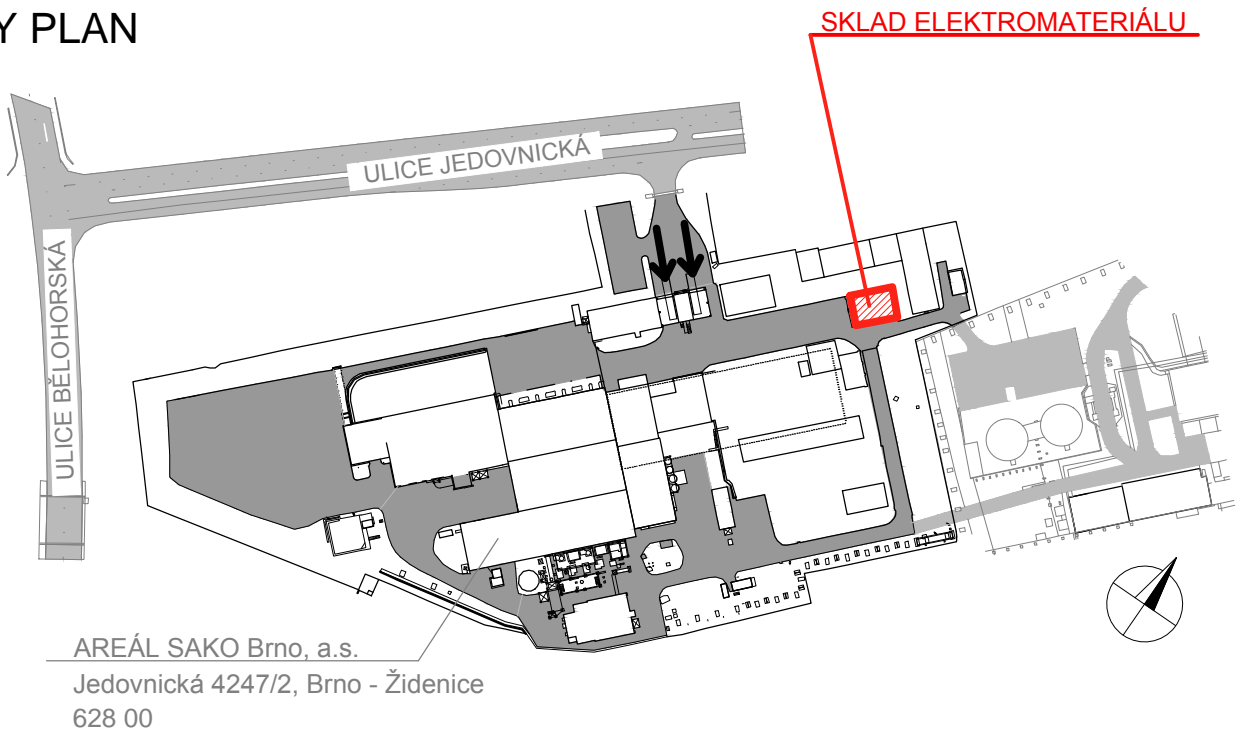 Y PLAN
SKLAD ELEKTROMATERIÁLU
ULICE JEDOVNICKÁ
ULICE BĚLOHORSKÁ
AREÁL SAKO Brno, a.s.
Jedovnická 4247/2, Brno - Židenice
628 00